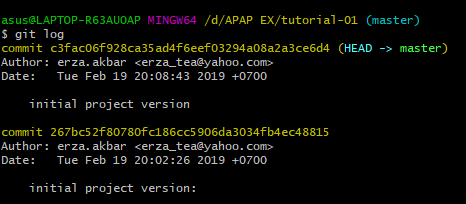 asus@LAPTOP-R63AUOAP MINGW64 /d/APAP EX/tutorial-01 (master)
$ git log
commit c3fac06f928ca35ad4f6eef03294a08a2a3ce6d4 (HEAD -> master)
Author: erza.akbar <erza_tea@yahoo.com>
Date:   Tue Feb 19 20:08:43 2019 +0700
    initial project version
commit 267bc52f80780fc186cc5906da3034fb4ec48815
Author: erza.akbar <erza_tea@yahoo.com>
Date:   Tue Feb 19 20:02:26 2019 +0700
    initial project version: